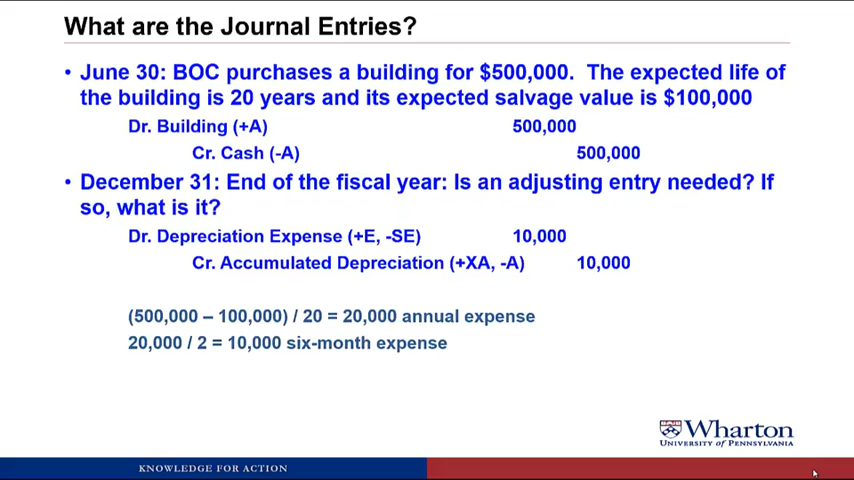 What are the Journal Entries?
• June 30: BOC purchases a building for $500,000. The expected life of
the building is 20 years and its expected salvage value is $100,000
Dr. Building (+A) 500,000
Cr. Cash (-A) 500,000
• December 31: End of the fiscal year: Is an adjusting entry needed? If
so, what is it?
Dr. Depreciation Expense (+E, -SE) 10,000
Cr. Accumulated Depreciation (+XA, -A) 10,000
(500,000 – 100,000) / 20 = 20,000 annual expense
20,000 / 2 = 10,000 six-month expense
Wharton
UNIVERSITY of PENNSYLVANIA
KNOWLEDGE FOR ACTION